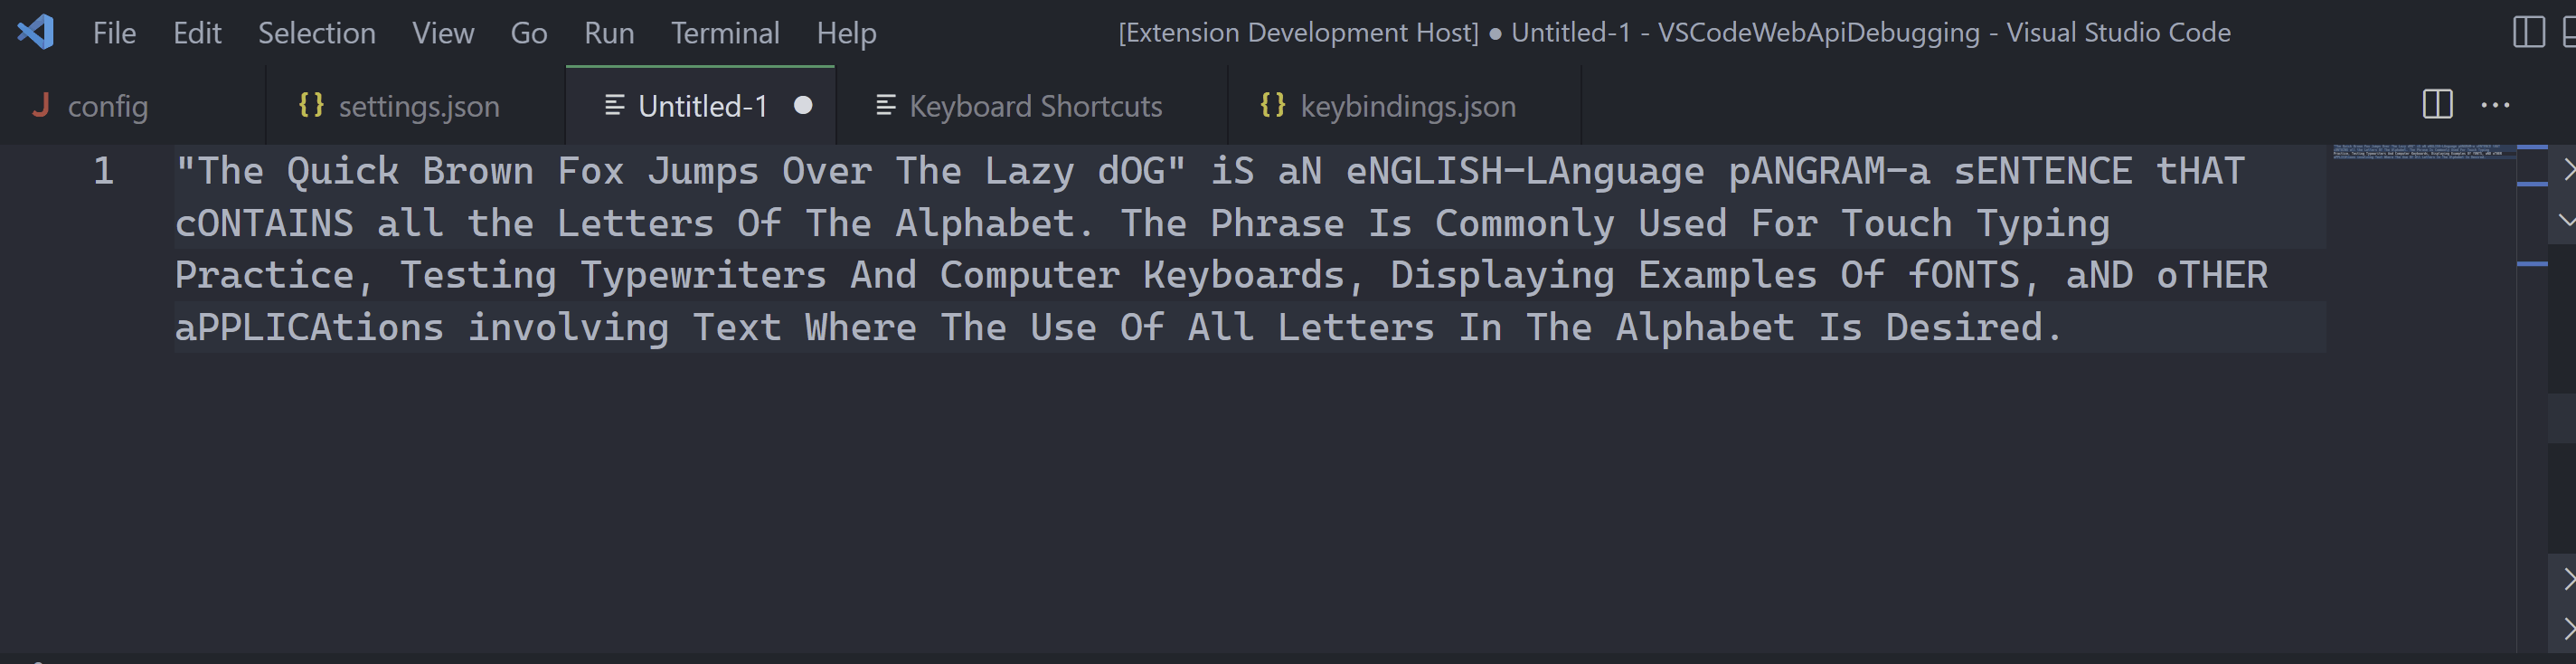 File Edit Selection View Go Run Terminal Help [Extension Development Host] ● Untitled-1 - VSCodeWebApiDebugging - Visual Studio Code
config settings.json Untitled-1 Keyboard Shortcuts keybindings.json
1 "The Quick Brown Fox Jumps Over The Lazy dOG" iS aN eNGLISH-LAnguage pANGRAM-a sENTENCE tHAT
cONTAINS all the Letters Of The Alphabet. The Phrase Is Commonly Used For Touch Typing
Practice, Testing Typewriters And Computer Keyboards, Displaying Examples Of fONTS, aND oTHER
aPPLICAtions involving Text Where The Use Of All Letters In The Alphabet Is Desired.